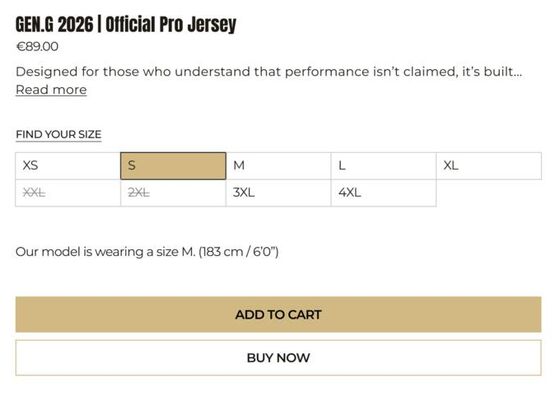 GEN.G 2026 | Official Pro Jersey
€89.00
Designed for those who understand that performance isn’t claimed, it’s built...
Read more
FIND YOUR SIZE
XS S M L XL
XXL 2XL 3XL 4XL
Our model is wearing a size M. (183 cm / 6’0”)
ADD TO CART
BUY NOW